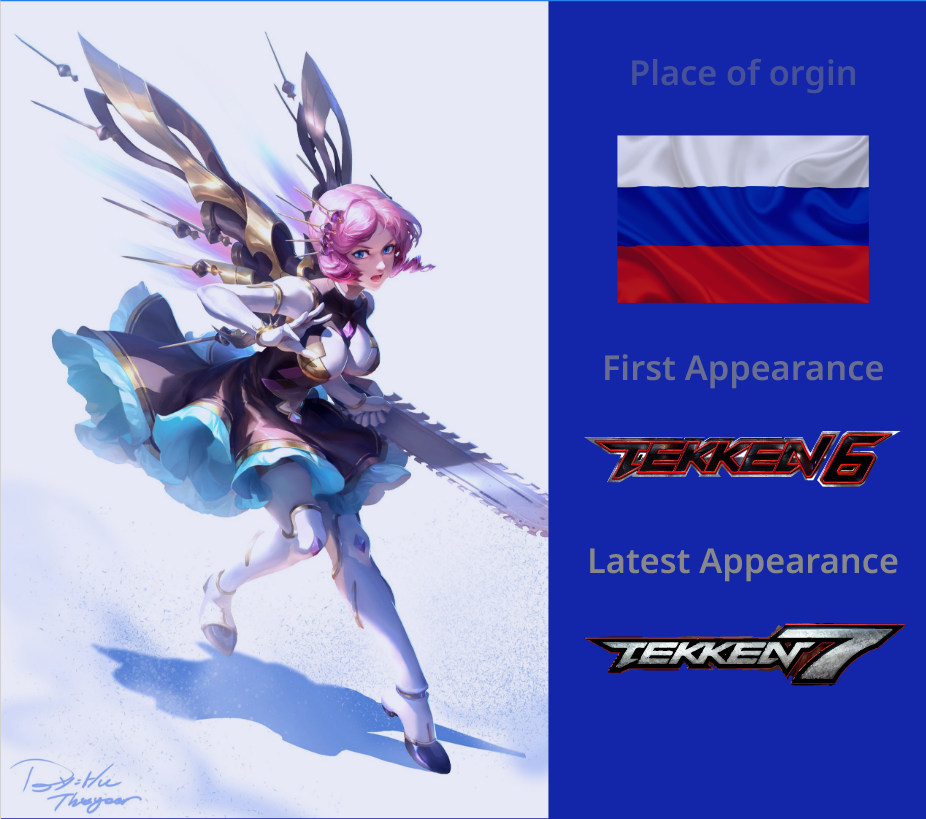 Place of orgin
First Appearance
TEKKEN 6
Latest Appearance
TEKKEN 7